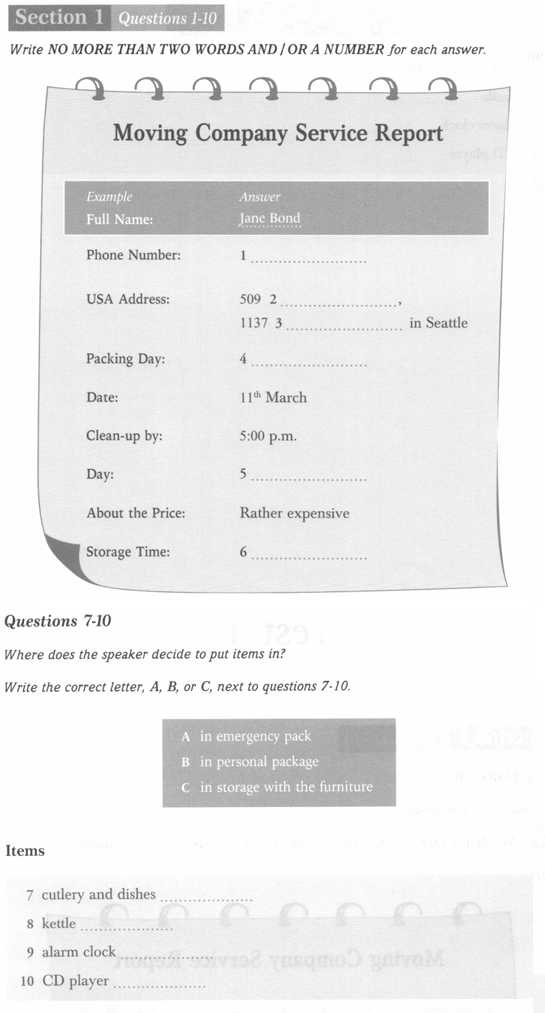 Section 1 Questions 1-10
Write NO MORE THAN TWO WORDS AND / OR A NUMBER for each answer.
Moving Company Service Report
Example Answer
Full Name: Jane Bond
Phone Number: 1 ........................
USA Address: 509 2 ........................,
1137 3 ........................ in Seattle
Packing Day: 4 ........................
Date: 11th March
Clean-up by: 5:00 p.m.
Day: 5 ........................
About the Price: Rather expensive
Storage Time: 6 ........................
Questions 7-10
Where does the speaker decide to put items in?
Write the correct letter, A, B, or C, next to questions 7-10.
A in emergency pack
B in personal package
C in storage with the furniture
Items
7 cutlery and dishes ....................
8 kettle ....................
9 alarm clock ....................
10 CD player ....................